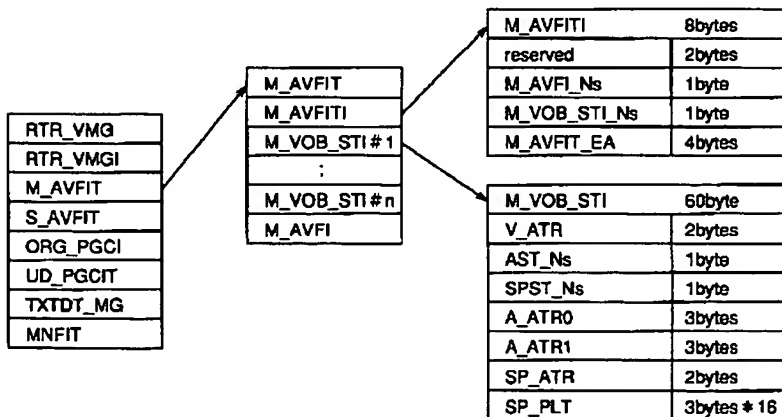 RTR_VMG
RTR_VMGI
M_AVFIT
S_AVFIT
ORG_PGCI
UD_PGCIT
TXTDT_MG
MNFIT
M_AVFIT
M_AVFITI
M_VOB_STI#1
:
M_VOB_STI#n
M_AVFI
M_AVFITI 8bytes
reserved 2bytes
M_AVFI_Ns 1byte
M_VOB_STI_Ns 1byte
M_AVFIT_EA 4bytes
M_VOB_STI 60byte
V_ATR 2bytes
AST_Ns 1byte
SPST_Ns 1byte
A_ATR0 3bytes
A_ATR1 3bytes
SP_ATR 2bytes
SP_PLT 3bytes*16